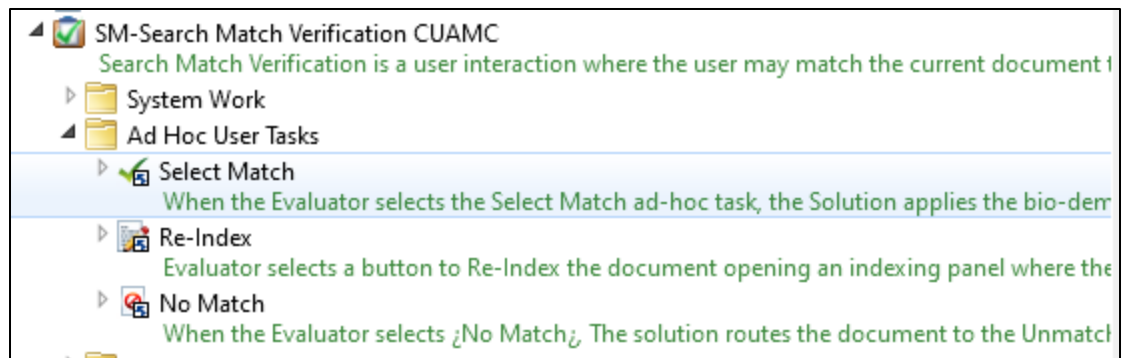 SM-Search Match Verification CUAMC
Search Match Verification is a user interaction where the user may match the current document t
System Work
Ad Hoc User Tasks
Select Match
When the Evaluator selects the Select Match ad-hoc task, the Solution applies the bio-dem
Re-Index
Evaluator selects a button to Re-Index the document opening an indexing panel where the
No Match
When the Evaluator selects ¿No Match¿, The solution routes the document to the Unmatch